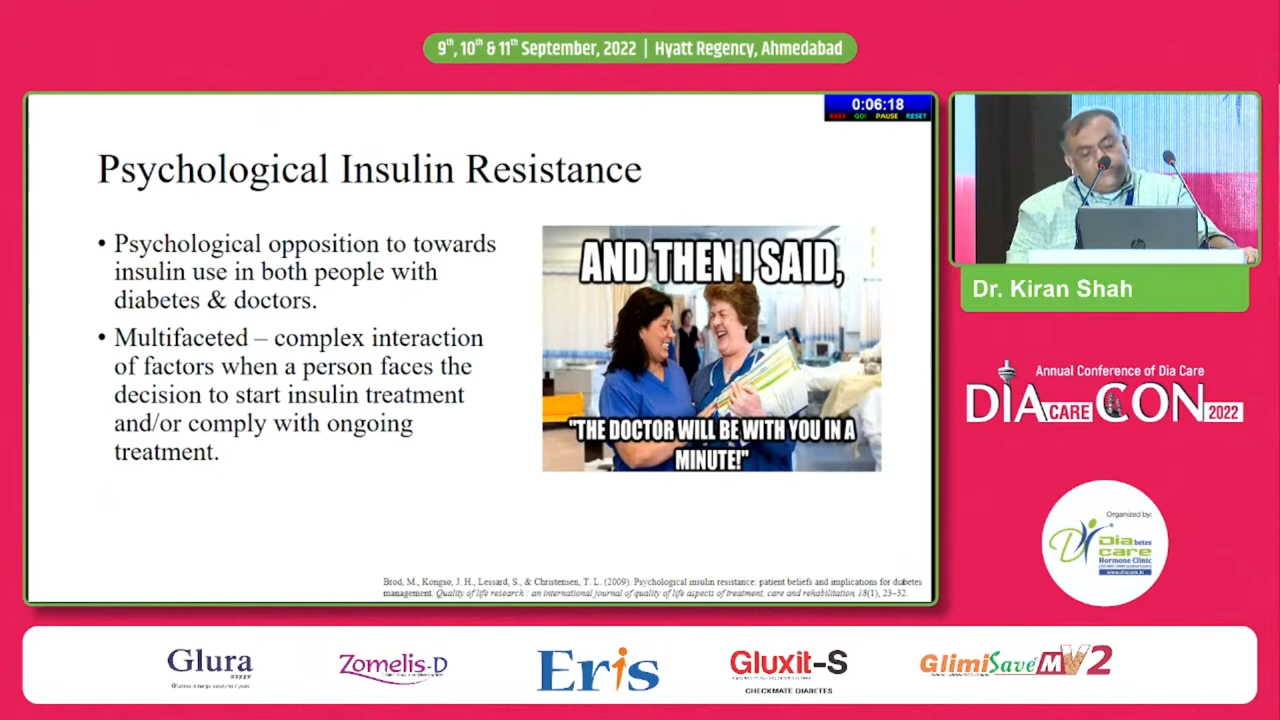 9th, 10th & 11th September, 2022 | Hyatt Regency, Ahmedabad
0:06:18
GO! PAUSE RESET
Psychological Insulin Resistance
• Psychological opposition to towards
insulin use in both people with
diabetes & doctors.
• Multifaceted – complex interaction
of factors when a person faces the
decision to start insulin treatment
and/or comply with ongoing
treatment.
AND THEN I SAID,
"THE DOCTOR WILL BE WITH YOU IN A
MINUTE!"
Brod, M., Kongsø, J. H., Lessard, S., & Christensen, T. L. (2009). Psychological insulin resistance: patient beliefs and implications for diabetes
management. Quality of life research : an international journal of quality of life aspects of treatment, care and rehabilitation, 18(1), 23–32.
hp
Dr. Kiran Shah
Annual Conference of Dia Care
DIA CARE CON 2022
Organized by:
Diabetes
care
Hormone Clinic
www.diacare.in
Glura
Zomelis-D
Eris
Gluxit-S
CHECKMATE DIABETES
GlimiSave MV2